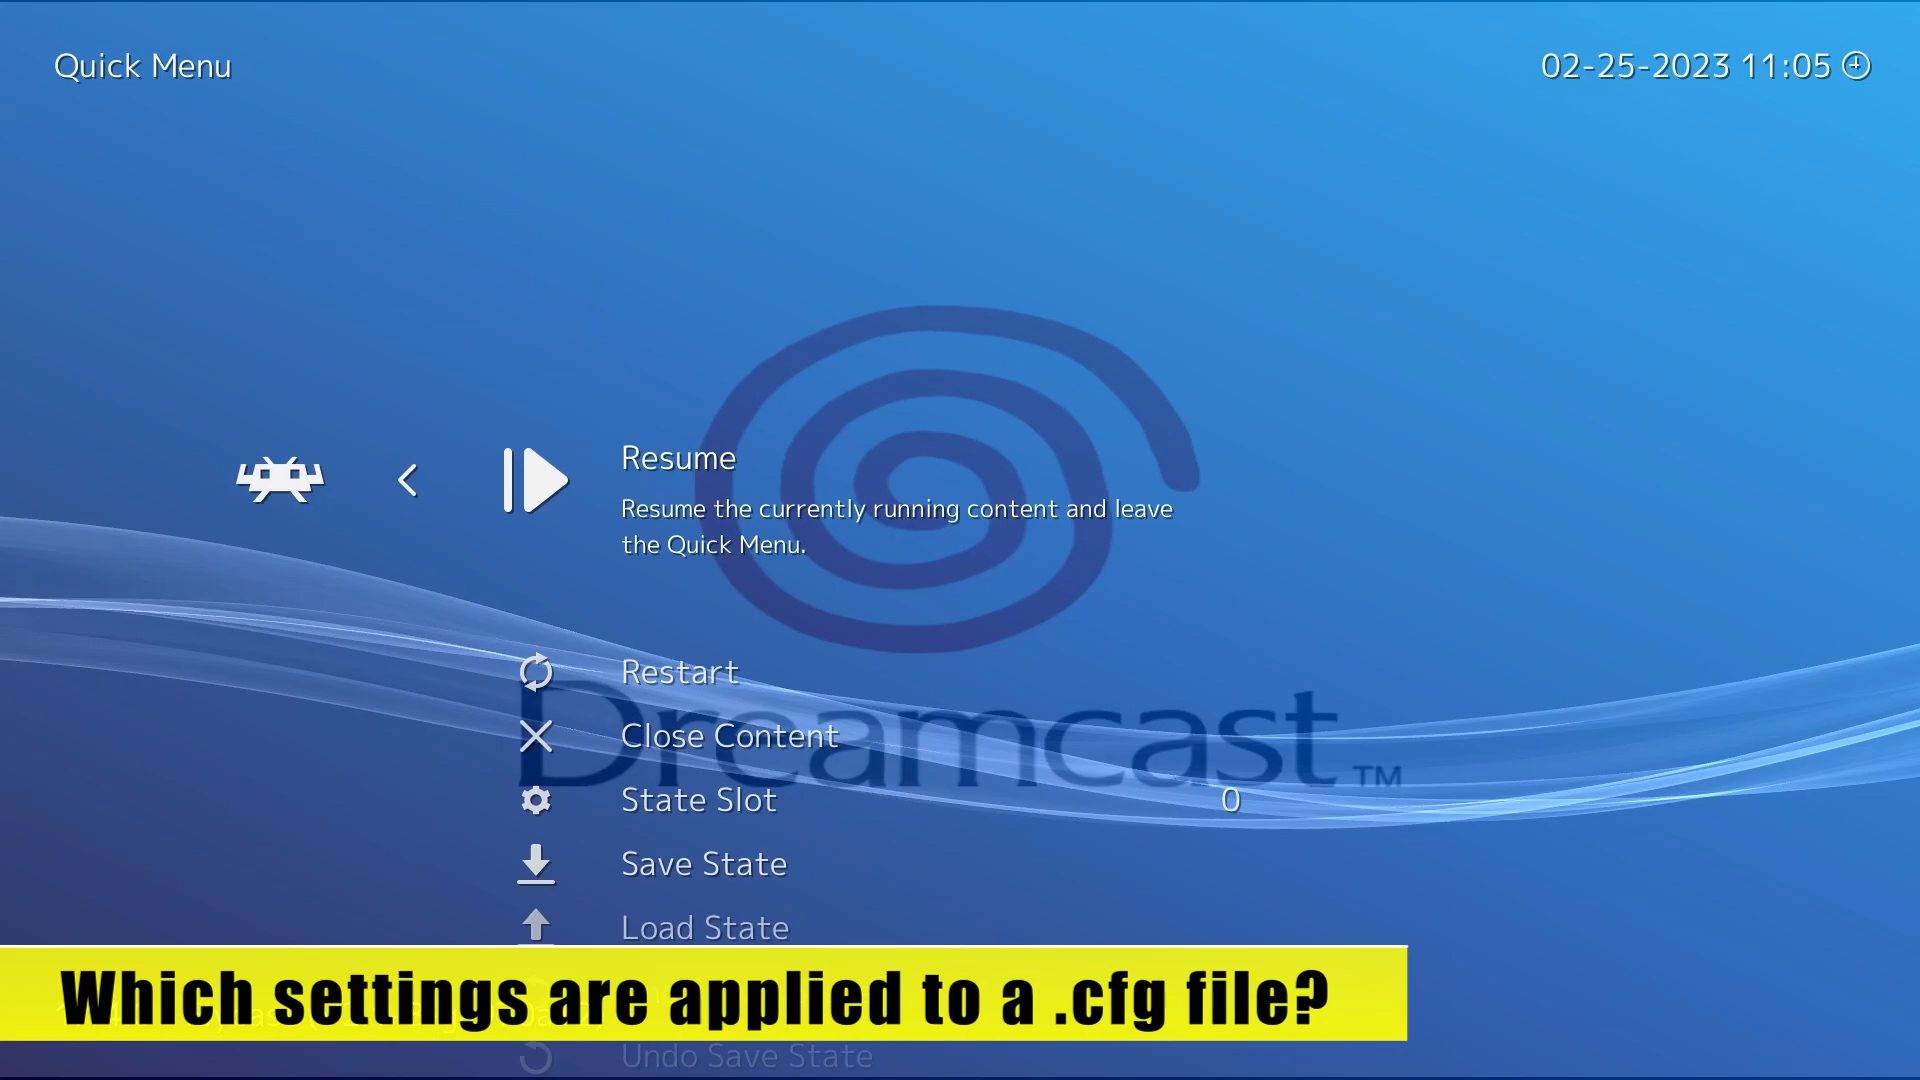 Quick Menu
02-25-2023 11:05
Resume
Resume the currently running content and leave
the Quick Menu.
Restart
Dreamcast TM
Close Content
State Slot 0
Save State
Load State
Which settings are applied to a .cfg file?
Undo Save State